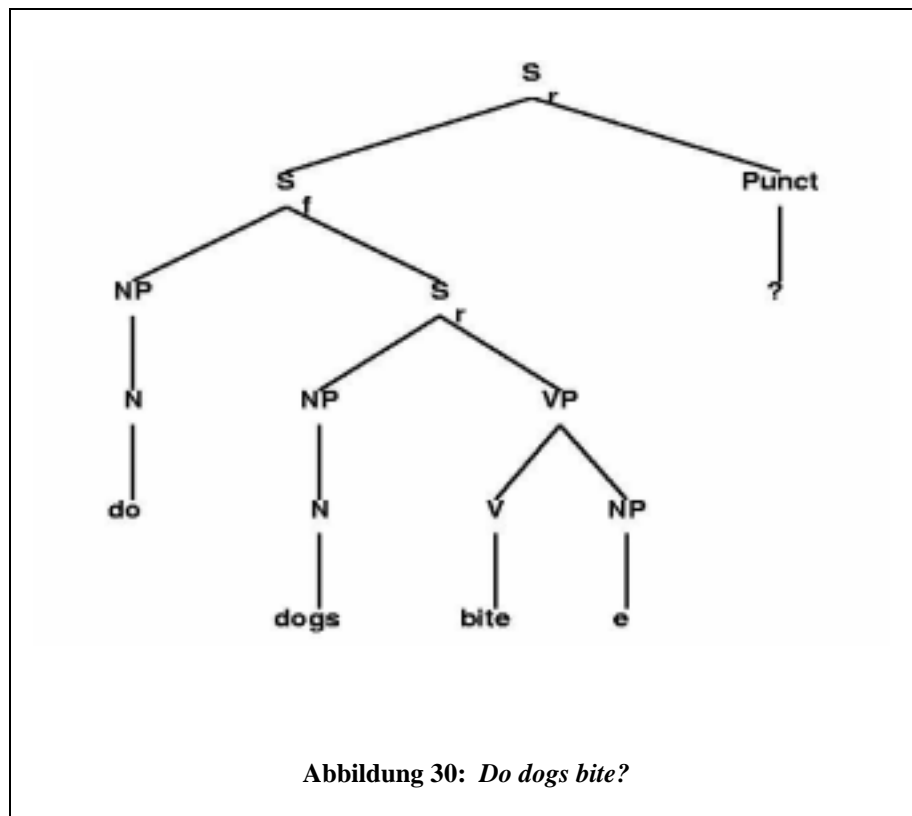 S
r
S Punct
f
NP S ?
r
N NP VP
do N V NP
dogs bite e
Abbildung 30: Do dogs bite?